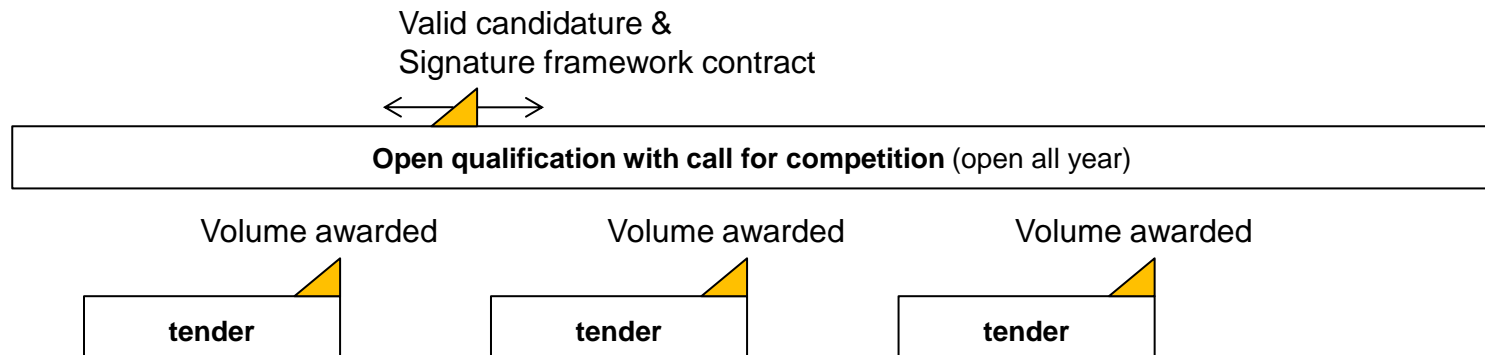 Valid candidature &
Signature framework contract
Open qualification with call for competition (open all year)
Volume awarded
Volume awarded
Volume awarded
tender
tender
tender